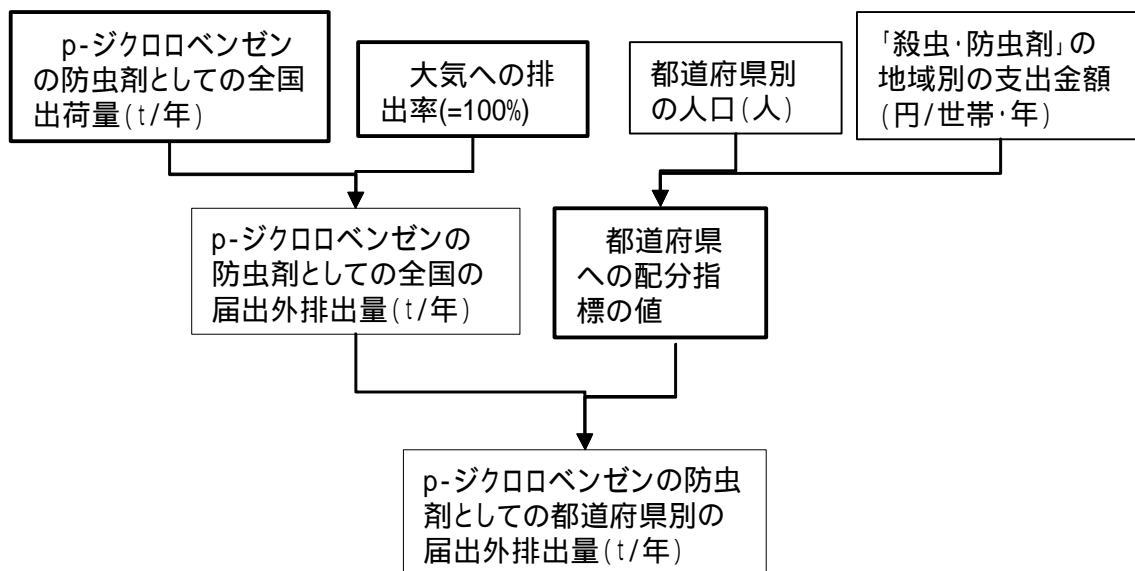 p-ジクロロベンゼン
の防虫剤としての全国
出荷量(t/年)
大気への排
出率(=100%)
都道府県別
の人口(人)
「殺虫・防虫剤」の
地域別の支出金額
(円/世帯・年)
p-ジクロロベンゼンの
防虫剤としての全国の
届出外排出量(t/年)
都道府県
への配分指
標の値
p-ジクロロベンゼンの防虫
剤としての都道府県別の
届出外排出量(t/年)